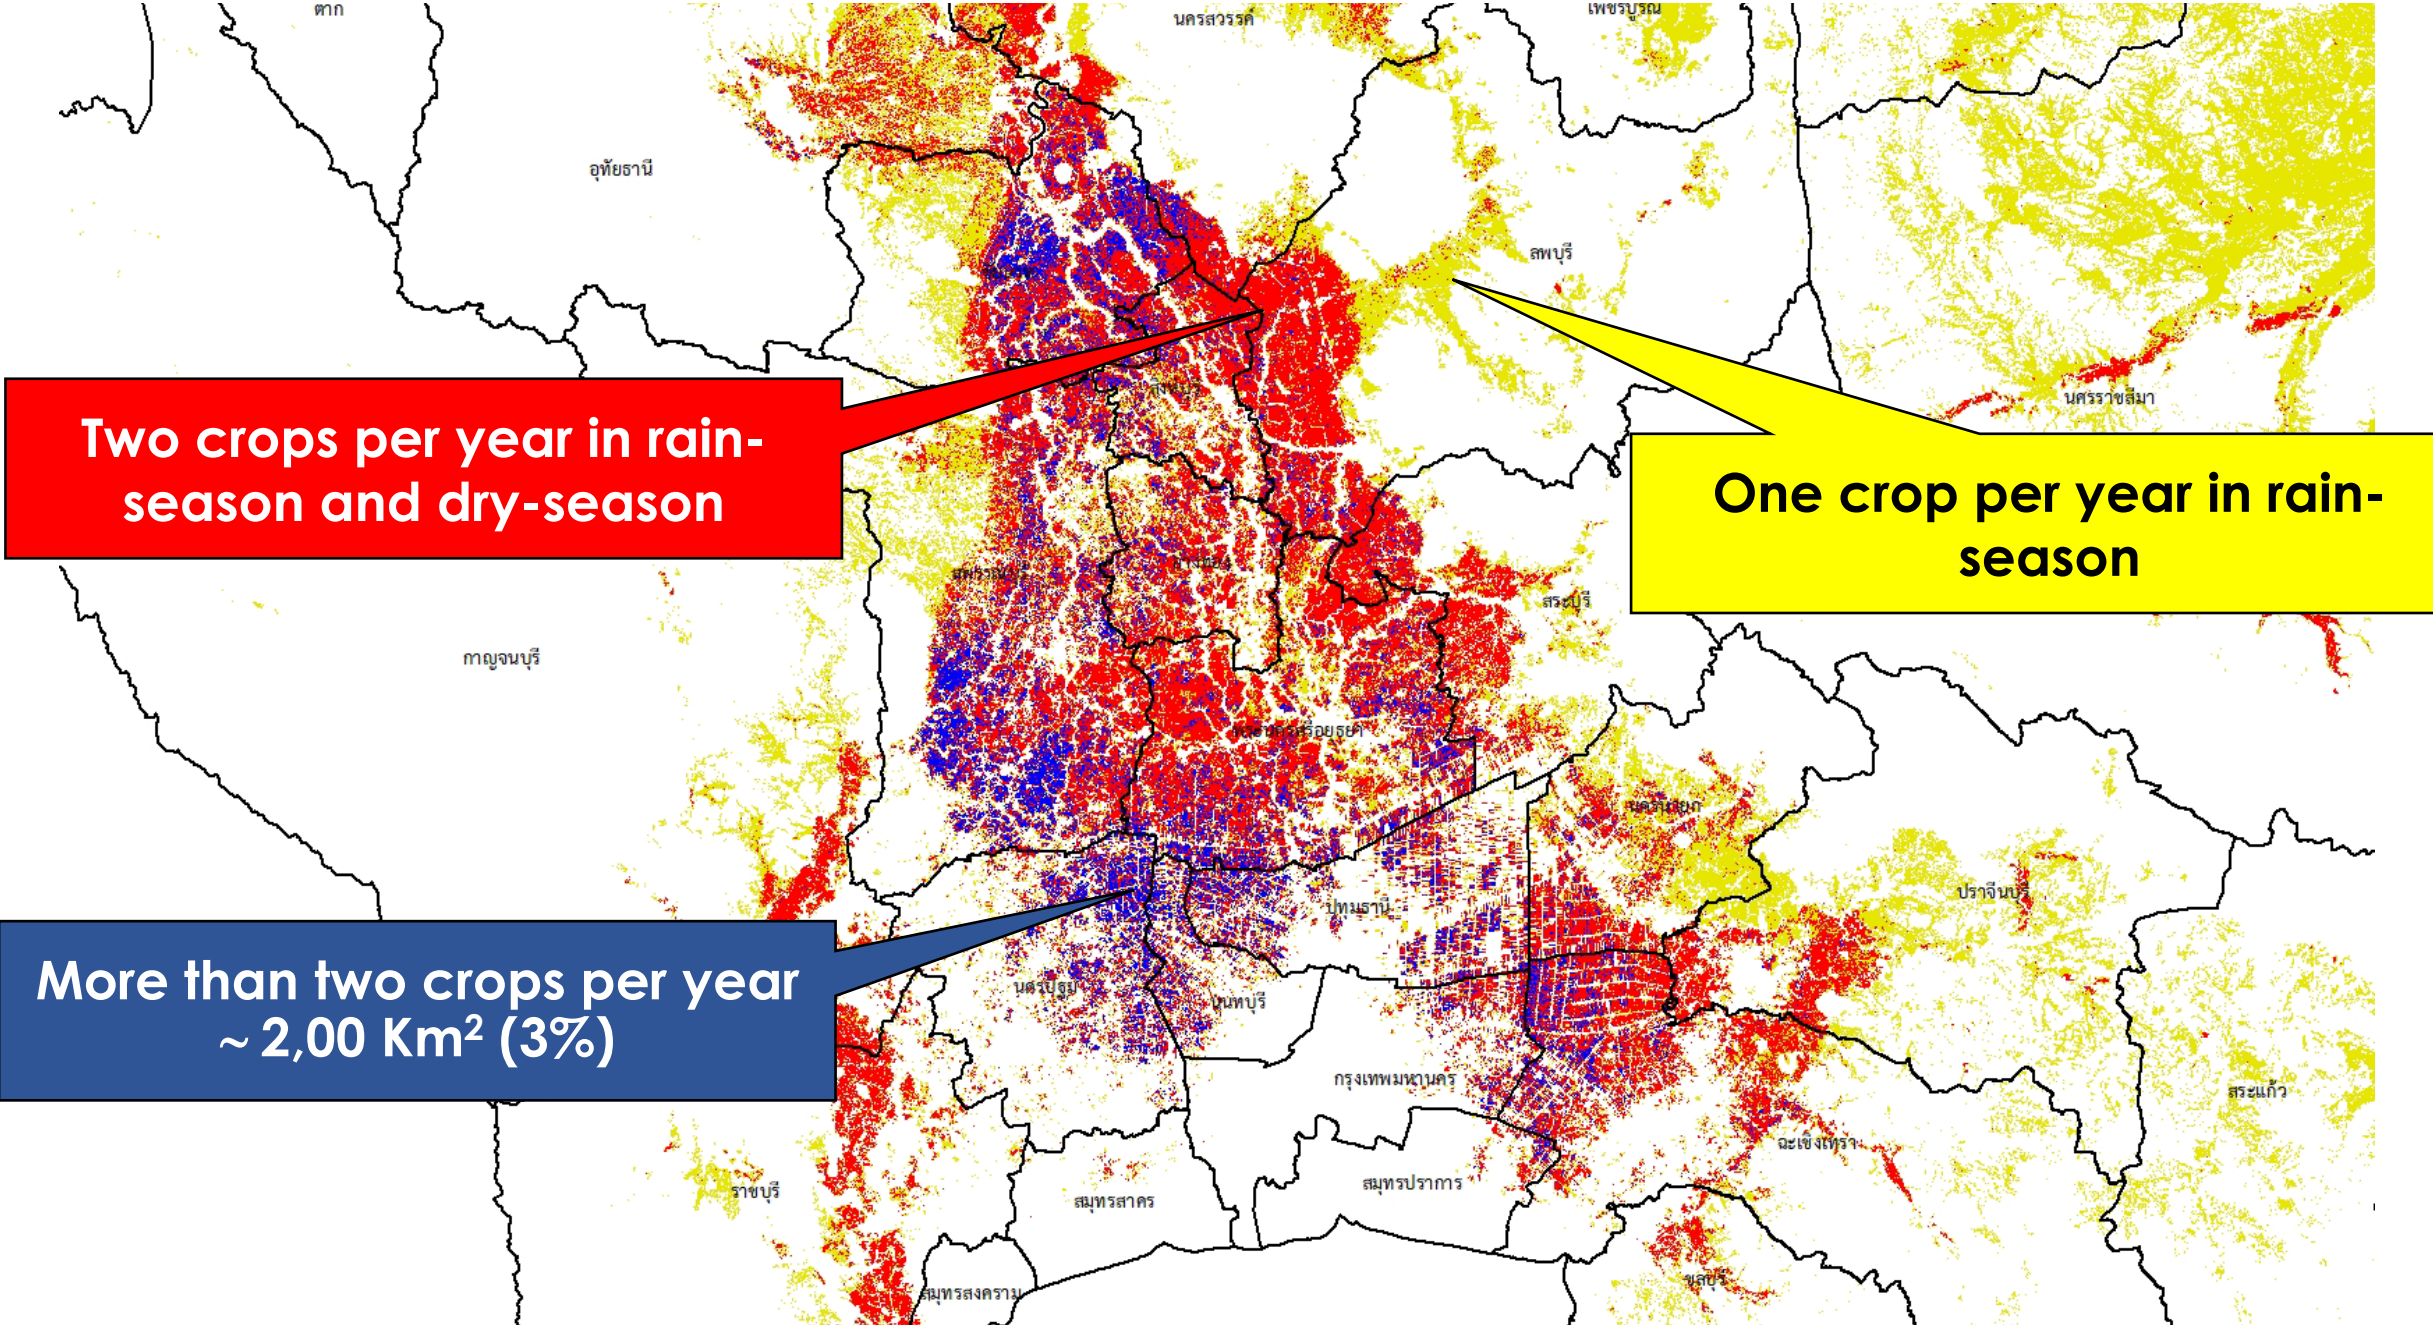 ตาก
นครสวรรค์
เพชรบูรณ์
อุทัยธานี
ลพบุรี
นครราชสีมา
Two crops per year in rain-
season and dry-season
One crop per year in rain-
season
สระบุรี
กาญจนบุรี
นครนายก
ปราจีนบุรี
ปทุมธานี
More than two crops per year
~ 2,00 Km² (3%)
นครปฐม
นนทบุรี
กรุงเทพมหานคร
สระแก้ว
ฉะเชิงเทรา
ราชบุรี
สมุทรสาคร
สมุทรปราการ
ชลบุรี
สมุทรสงคราม